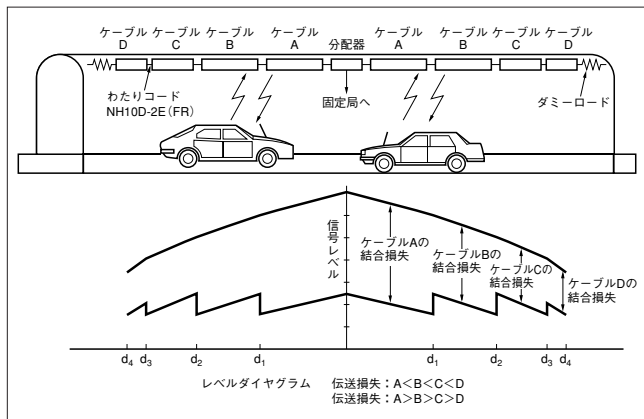 ケーブル ケーブル ケーブル ケーブル 分配器 ケーブル ケーブル ケーブル ケーブル
D C B A A B C D
わたりコード
NH10D-2E(FR)
固定局へ
ダミーロード
信号レベル
ケーブルAの
結合損失
ケーブルBの
結合損失
ケーブルCの
結合損失
ケーブルDの
結合損失
d4 d3 d2 d1 d1 d2 d3 d4
レベルダイヤグラム 伝送損失：A＜B＜C＜D
伝送損失：A＞B＞C＞D